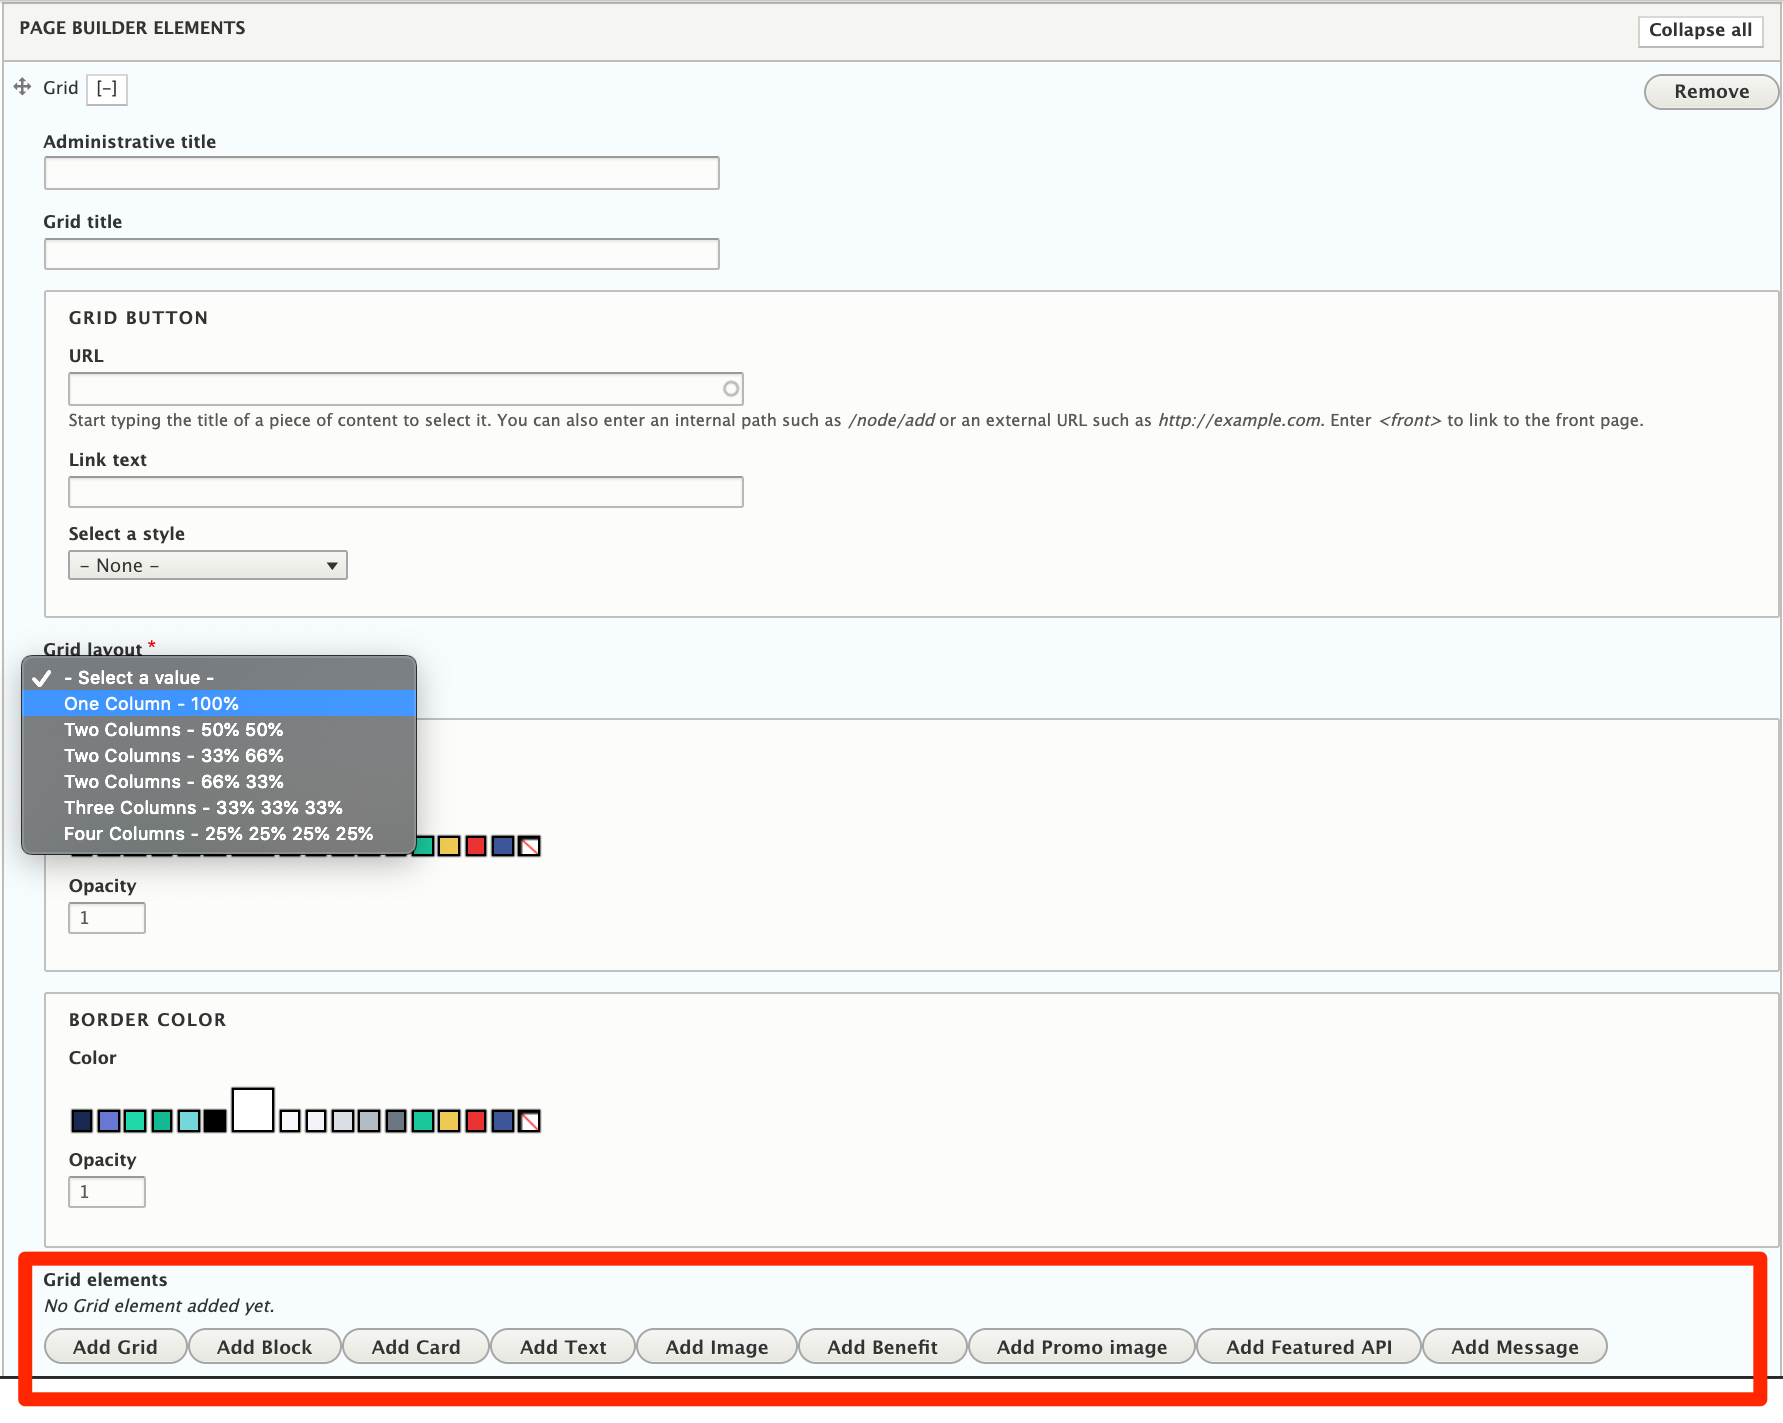 PAGE BUILDER ELEMENTS
Collapse all
Grid [-]
Remove
Administrative title
Grid title
GRID BUTTON
URL
Start typing the title of a piece of content to select it. You can also enter an internal path such as /node/add or an external URL such as http://example.com. Enter <front> to link to the front page.
Link text
Select a style
- None -
Grid layout *
- Select a value -
One Column - 100%
Two Columns - 50% 50%
Two Columns - 33% 66%
Two Columns - 66% 33%
Three Columns - 33% 33% 33%
Four Columns - 25% 25% 25% 25%
Opacity
1
BORDER COLOR
Color
Opacity
1
Grid elements
No Grid element added yet.
Add Grid Add Block Add Card Add Text Add Image Add Benefit Add Promo image Add Featured API Add Message